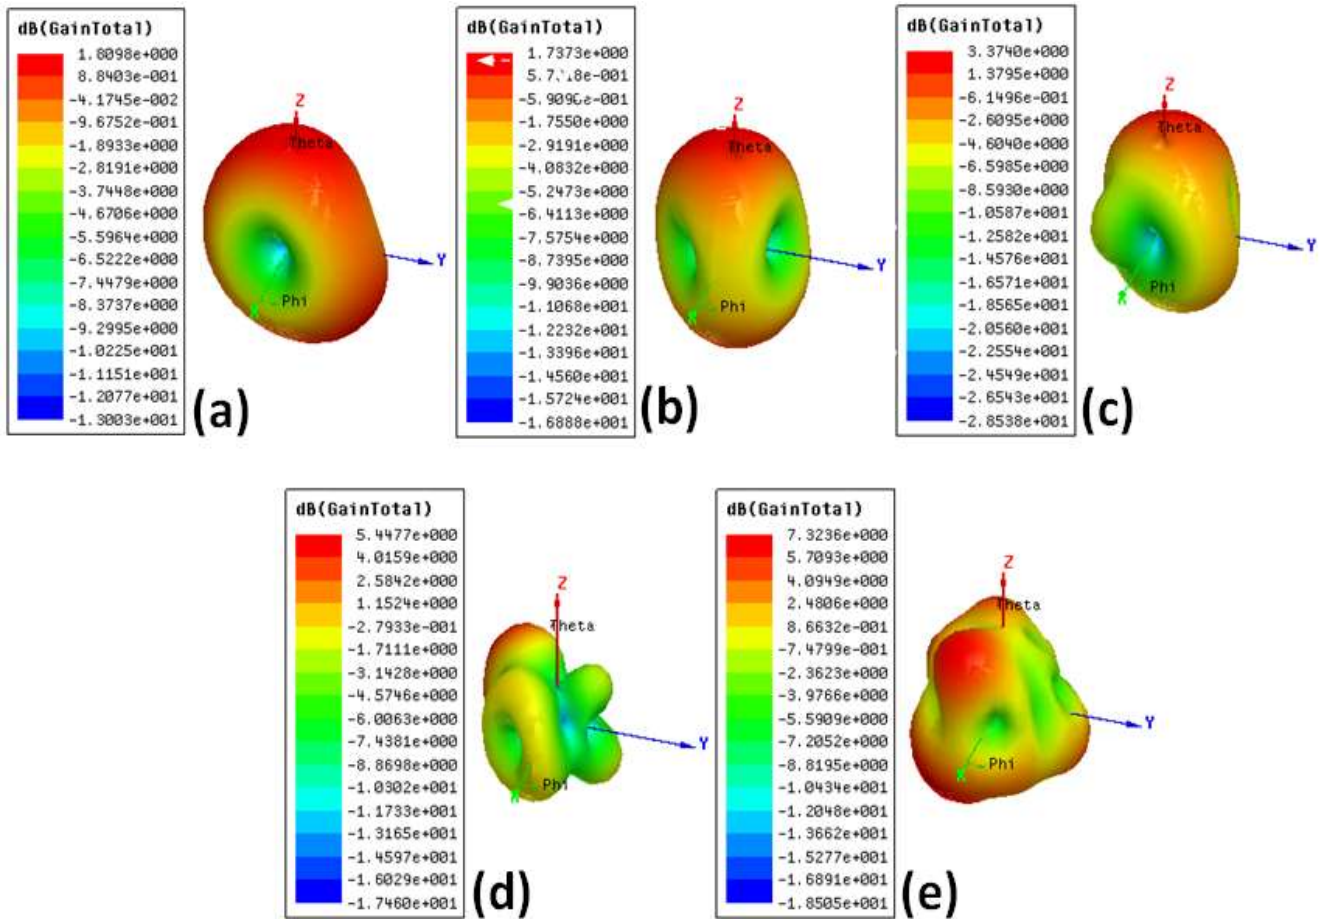 dB(GainTotal)
1.8098e+000
8.8403e-001
-4.1745e-002
-9.6752e-001
-1.8933e+000
-2.8191e+000
-3.7448e+000
-4.6706e+000
-5.5964e+000
-6.5222e+000
-7.4479e+000
-8.3737e+000
-9.2995e+000
-1.0225e+001
-1.1151e+001
-1.2077e+001
-1.3003e+001
Z
Theta
Y
Phi
X
(a)
dB(GainTotal)
1.7373e+000
-1.7550e+000
-2.9191e+000
-4.0832e+000
-5.2473e+000
-6.4113e+000
-7.5754e+000
-8.7395e+000
-9.9036e+000
-1.1068e+001
-1.2232e+001
-1.3396e+001
-1.4560e+001
-1.5724e+001
-1.6888e+001
Z
Theta
Y
Phi
X
(b)
dB(GainTotal)
3.3740e+000
1.3795e+000
-6.1496e-001
-2.6095e+000
-4.6040e+000
-6.5985e+000
-8.5930e+000
-1.0587e+001
-1.2582e+001
-1.4576e+001
-1.6571e+001
-1.8565e+001
-2.0560e+001
-2.2554e+001
-2.4549e+001
-2.6543e+001
-2.8538e+001
Z
Theta
Y
Phi
X
(c)
dB(GainTotal)
5.4477e+000
4.0159e+000
2.5842e+000
1.1524e+000
-2.7933e-001
-1.7111e+000
-3.1428e+000
-4.5746e+000
-6.0063e+000
-7.4381e+000
-8.8698e+000
-1.0302e+001
-1.1733e+001
-1.3165e+001
-1.4597e+001
-1.6029e+001
-1.7460e+001
Z
Theta
Y
Phi
X
(d)
dB(GainTotal)
7.3236e+000
5.7093e+000
4.0949e+000
2.4806e+000
8.6632e-001
-7.4799e-001
-2.3623e+000
-3.9766e+000
-5.5909e+000
-7.2052e+000
-8.8195e+000
-1.0434e+001
-1.2048e+001
-1.3662e+001
-1.5277e+001
-1.6891e+001
-1.8505e+001
Z
Theta
Y
Phi
X
(e)